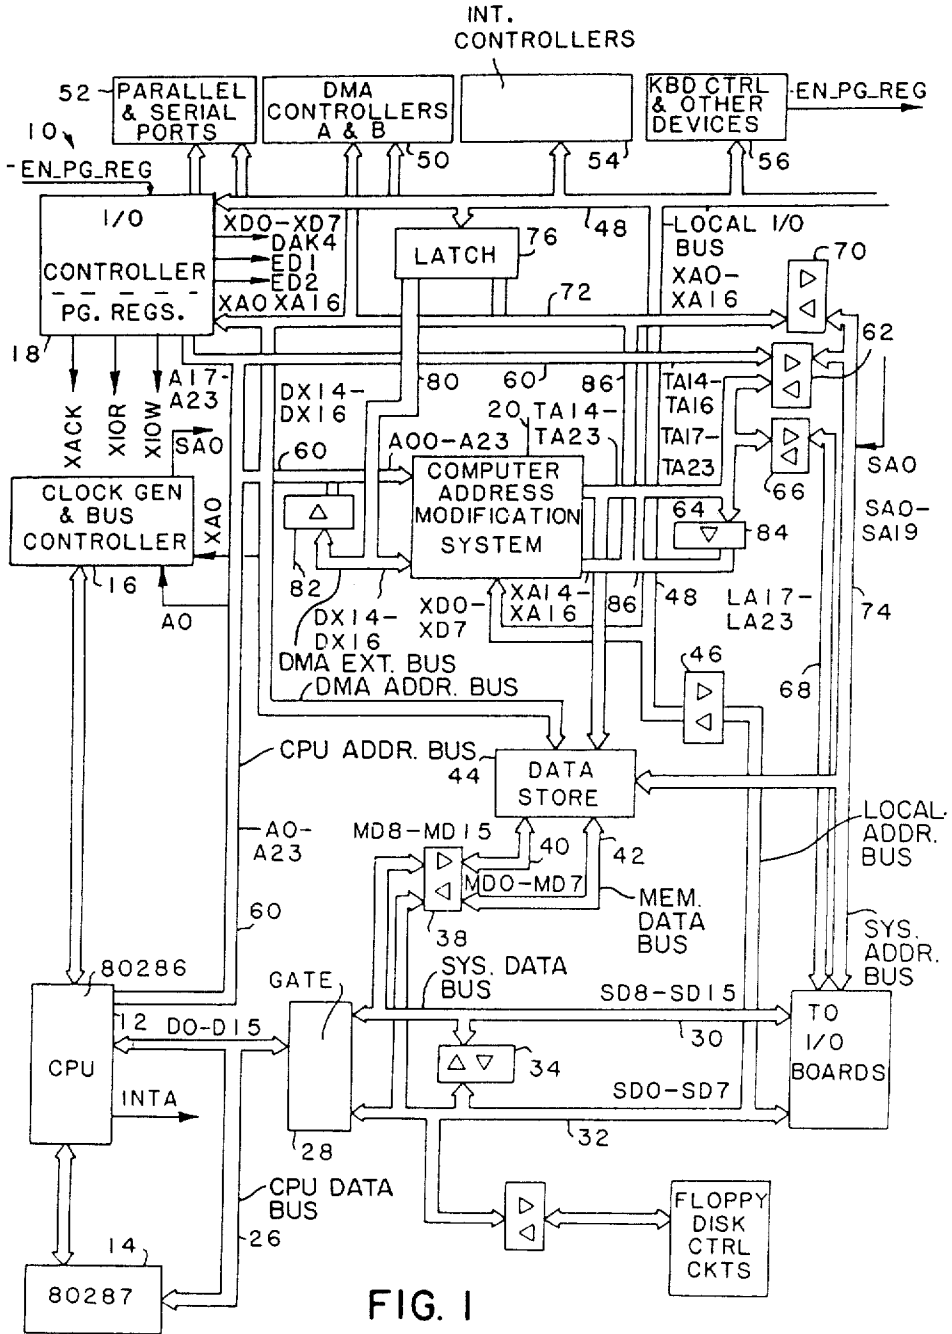 INT.
CONTROLLERS
52
PARALLEL
& SERIAL
PORTS
DMA
CONTROLLERS
A & B
50
54
KBD CTRL
& OTHER
DEVICES
56
EN_PG_REG
10
-EN_PG_REG
I/O
CONTROLLER
PG. REGS.
18
XD0-XD7
DAK4
ED1
ED2
XA0 XA16
LATCH
76
48
LOCAL I/O
BUS
XA0-
XA16
70
72
62
A17-
A23
XACK
XIOR
XIOW
SA0
DX14-
DX16
80
60
86
TA14-
TA16
20
TA14-
TA23
TA17-
TA23
60
A00-A23
COMPUTER
ADDRESS
MODIFICATION
SYSTEM
66
SA0
SA0-
SA19
64
84
CLOCK GEN
& BUS
CONTROLLER
16
XA0
A0
82
DX14-
DX16
XD0-
XD7
XA14-
XA16
86
48
LA17-
LA23
74
DMA EXT. BUS
DMA ADDR. BUS
46
68
CPU ADDR. BUS
44
DATA
STORE
A0-
A23
MD8-MD15
40
42
MD0-MD7
38
MEM.
DATA
BUS
LOCAL
ADDR.
BUS
60
80286
12
CPU
D0-D15
INTA
GATE
28
SYS. DATA
BUS
SD8-SD15
30
34
SD0-SD7
32
SYS.
ADDR.
BUS
TO
I/O
BOARDS
CPU DATA
BUS
26
14
80287
FLOPPY
DISK
CTRL
CKTS
FIG. 1